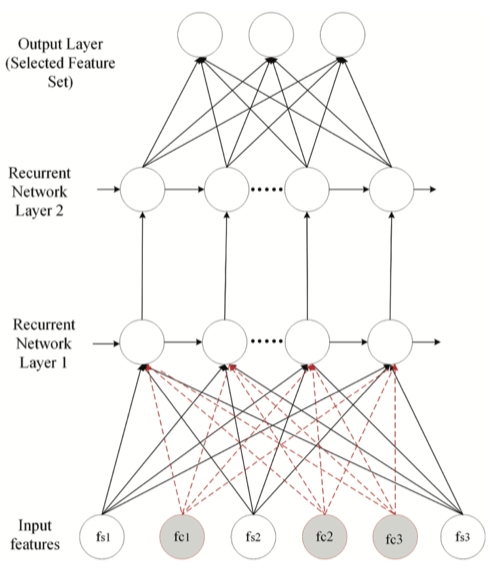 Output Layer
(Selected Feature
Set)
Recurrent
Network
Layer 2
Recurrent
Network
Layer 1
Input
features
fs1
fc1
fs2
fc2
fc3
fs3